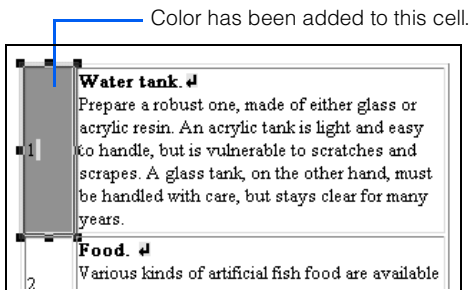 Color has been added to this cell.
Water tank.↲
Prepare a robust one, made of either glass or
acrylic resin. An acrylic tank is light and easy
1 to handle, but is vulnerable to scratches and
scrapes. A glass tank, on the other hand, must
be handled with care, but stays clear for many
years.
Food. ↲
Various kinds of artificial fish food are available
2